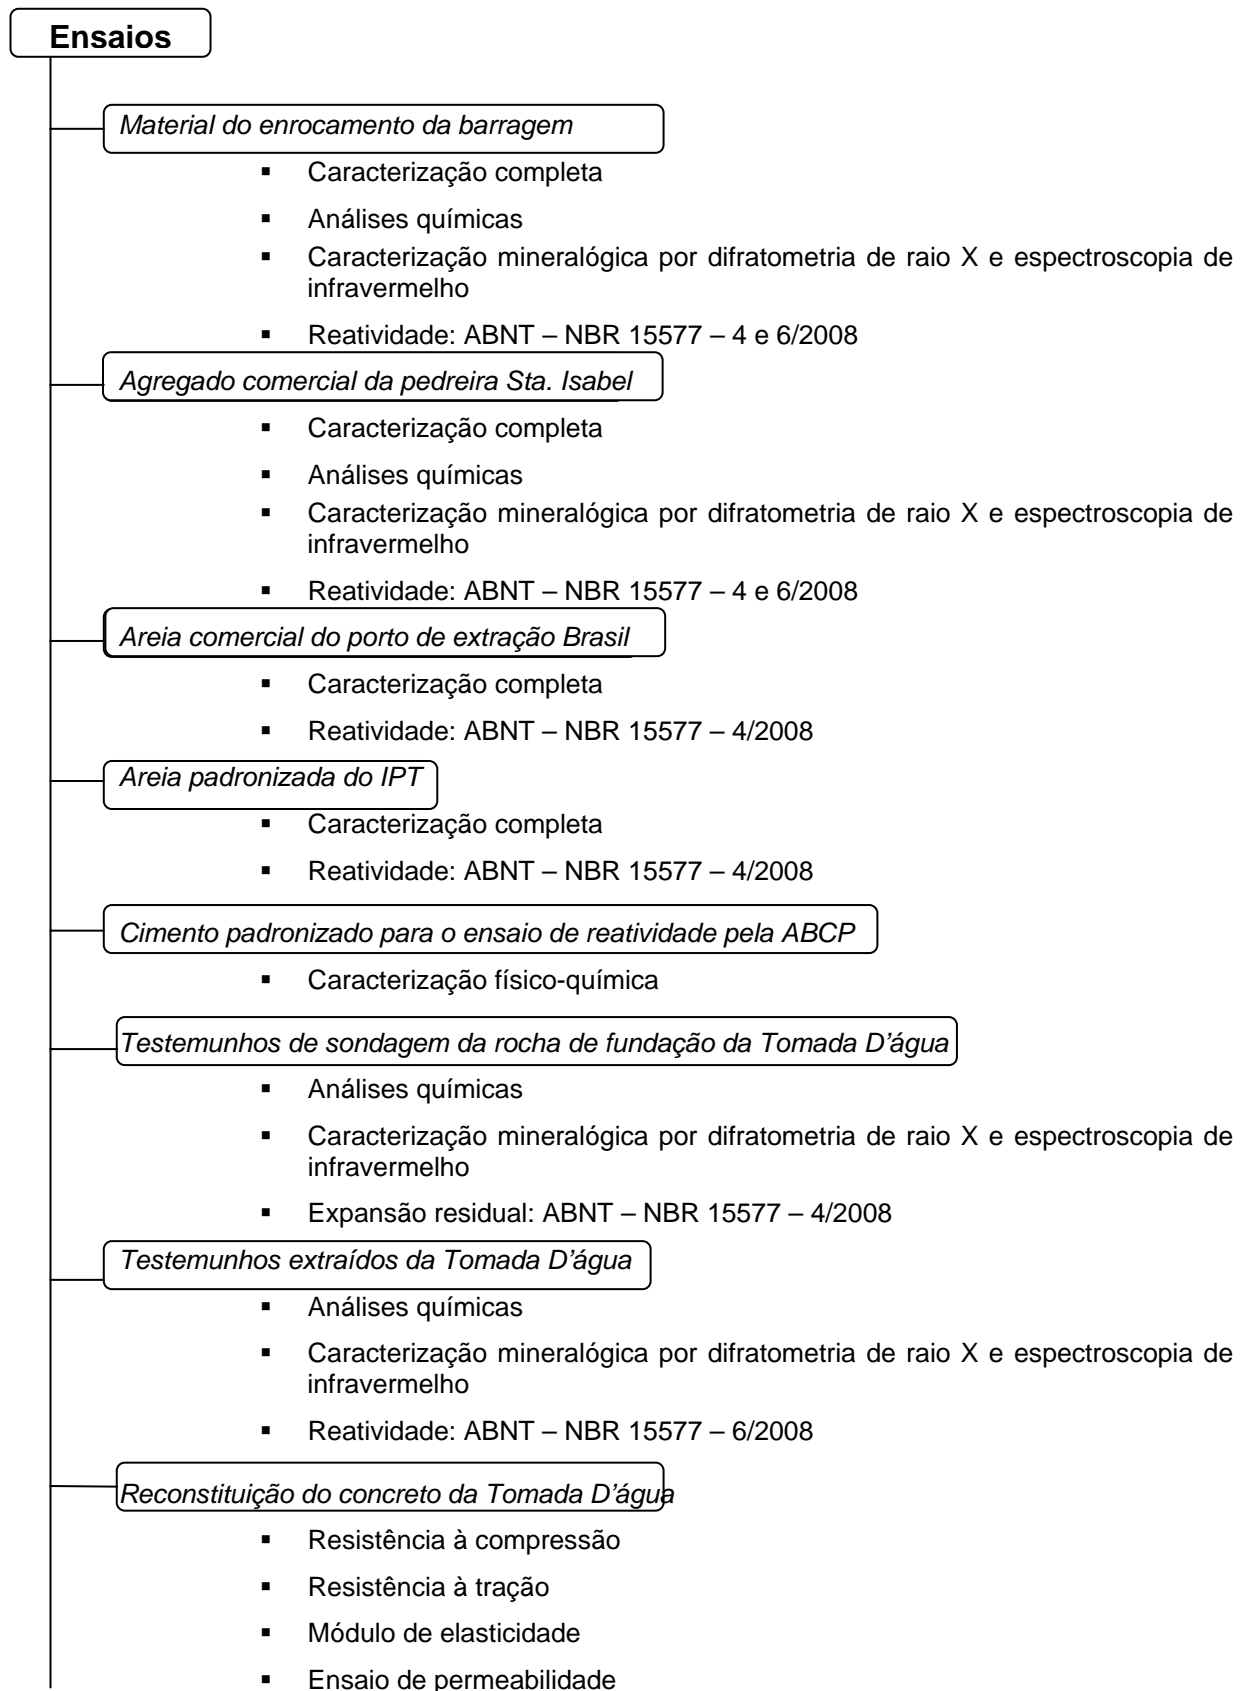 Ensaios
Material do enrocamento da barragem
▪ Caracterização completa
▪ Análises químicas
▪ Caracterização mineralógica por difratometria de raio X e espectroscopia de
infravermelho
▪ Reatividade: ABNT – NBR 15577 – 4 e 6/2008
Agregado comercial da pedreira Sta. Isabel
▪ Caracterização completa
▪ Análises químicas
▪ Caracterização mineralógica por difratometria de raio X e espectroscopia de
infravermelho
▪ Reatividade: ABNT – NBR 15577 – 4 e 6/2008
Areia comercial do porto de extração Brasil
▪ Caracterização completa
▪ Reatividade: ABNT – NBR 15577 – 4/2008
Areia padronizada do IPT
▪ Caracterização completa
▪ Reatividade: ABNT – NBR 15577 – 4/2008
Cimento padronizado para o ensaio de reatividade pela ABCP
▪ Caracterização físico-química
Testemunhos de sondagem da rocha de fundação da Tomada D’água
▪ Análises químicas
▪ Caracterização mineralógica por difratometria de raio X e espectroscopia de
infravermelho
▪ Expansão residual: ABNT – NBR 15577 – 4/2008
Testemunhos extraídos da Tomada D’água
▪ Análises químicas
▪ Caracterização mineralógica por difratometria de raio X e espectroscopia de
infravermelho
▪ Reatividade: ABNT – NBR 15577 – 6/2008
Reconstituição do concreto da Tomada D’água
▪ Resistência à compressão
▪ Resistência à tração
▪ Módulo de elasticidade
▪ Ensaio de permeabilidade